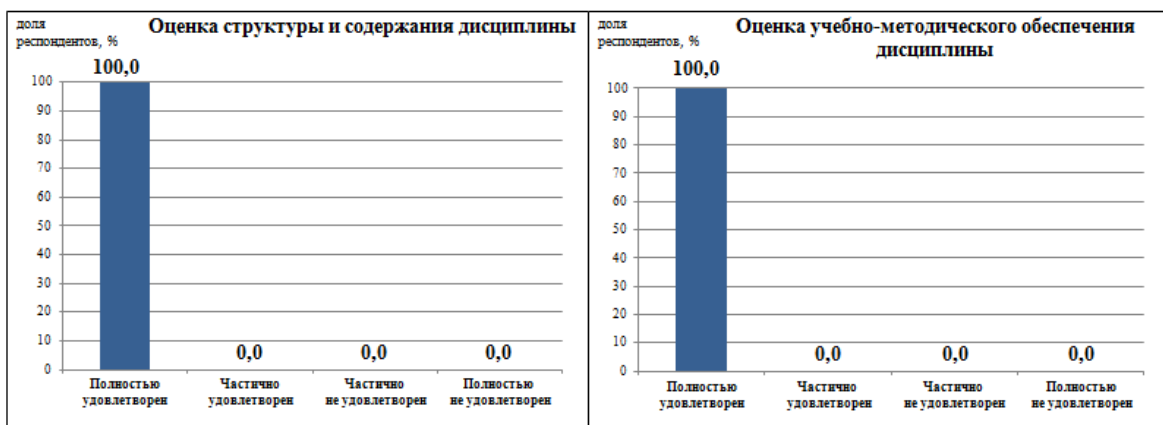 доля
респондентов, %
Оценка структуры и содержания дисциплины
100,0
100
90
80
70
60
50
40
30
20
10
0
0,0
0,0
0,0
Полностью
удовлетворен
Частично
удовлетворен
Частично
не удовлетворен
Полностью
не удовлетворен
доля
респондентов, %
Оценка учебно-методического обеспечения
дисциплины
100,0
100
90
80
70
60
50
40
30
20
10
0
0,0
0,0
0,0
Полностью
удовлетворен
Частично
удовлетворен
Частично
не удовлетворен
Полностью
не удовлетворен